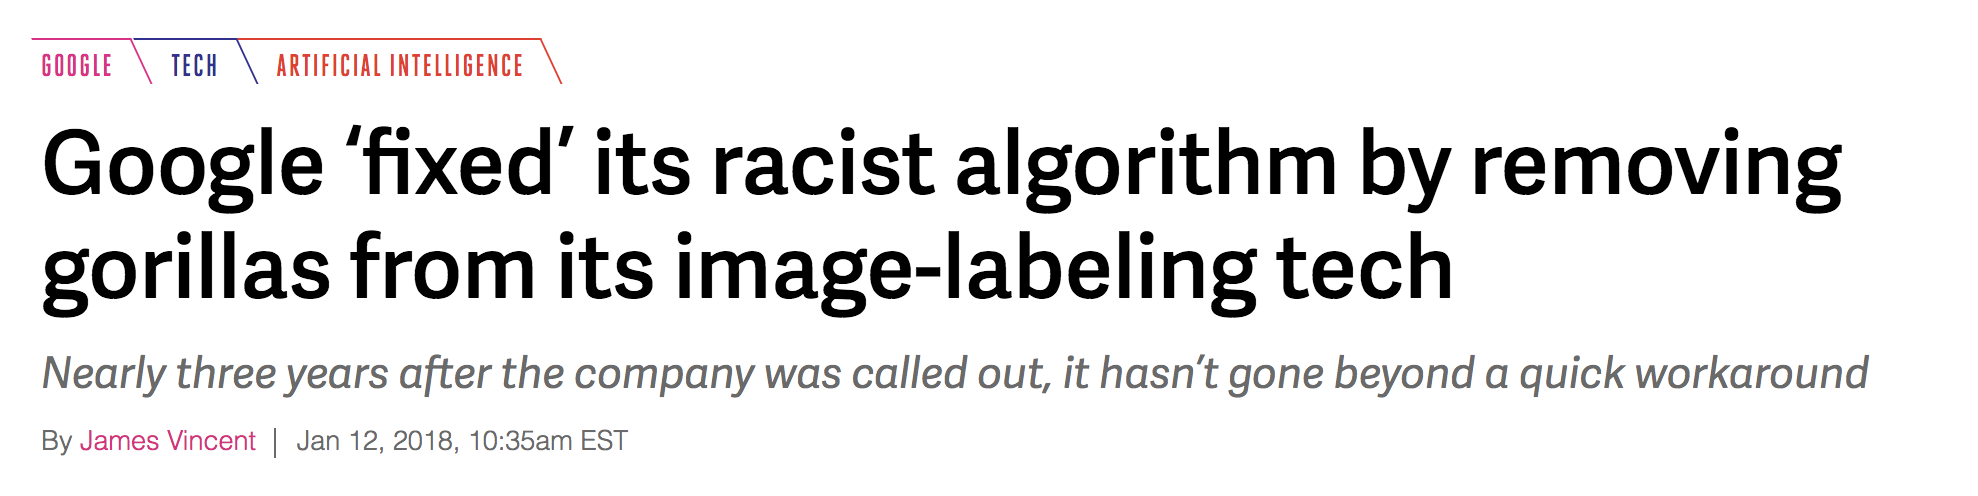 GOOGLE TECH ARTIFICIAL INTELLIGENCE
Google ‘fixed’ its racist algorithm by removing
gorillas from its image-labeling tech
Nearly three years after the company was called out, it hasn’t gone beyond a quick workaround
By James Vincent | Jan 12, 2018, 10:35am EST